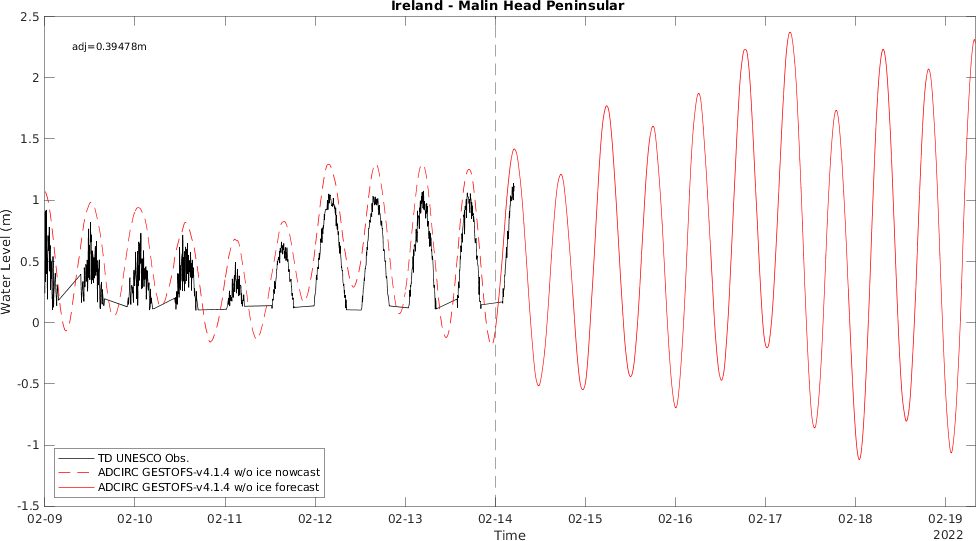 Ireland - Malin Head Peninsular
adj=0.39478m
2.5
2
1.5
1
0.5
0
-0.5
-1
-1.5
Water Level (m)
TD UNESCO Obs.
ADCIRC GESTOFS-v4.1.4 w/o ice nowcast
ADCIRC GESTOFS-v4.1.4 w/o ice forecast
02-09 02-10 02-11 02-12 02-13 02-14 02-15 02-16 02-17 02-18 02-19
Time
2022